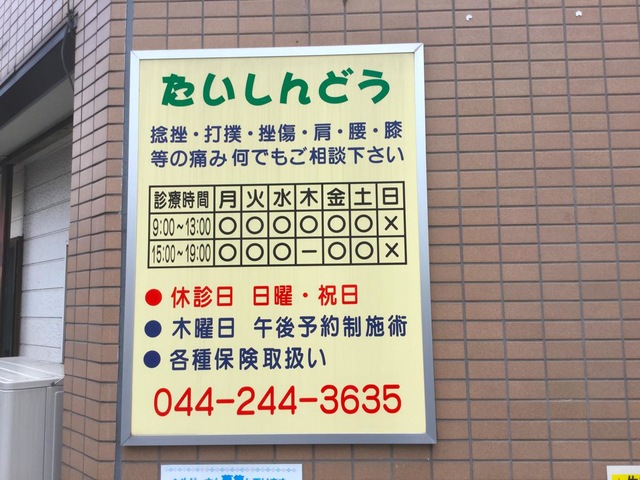 たいしんどう
捻挫・打撲・挫傷・肩・腰・膝
等の痛み何でもご相談下さい
診療時間 月 火 水 木 金 土 日
9:00~13:00 〇 〇 〇 〇 〇 〇 ×
15:00~19:00 〇 〇 〇 － 〇 〇 ×
● 休診日 日曜・祝日
● 木曜日 午後予約制施術
● 各種保険取扱い
044-244-3635